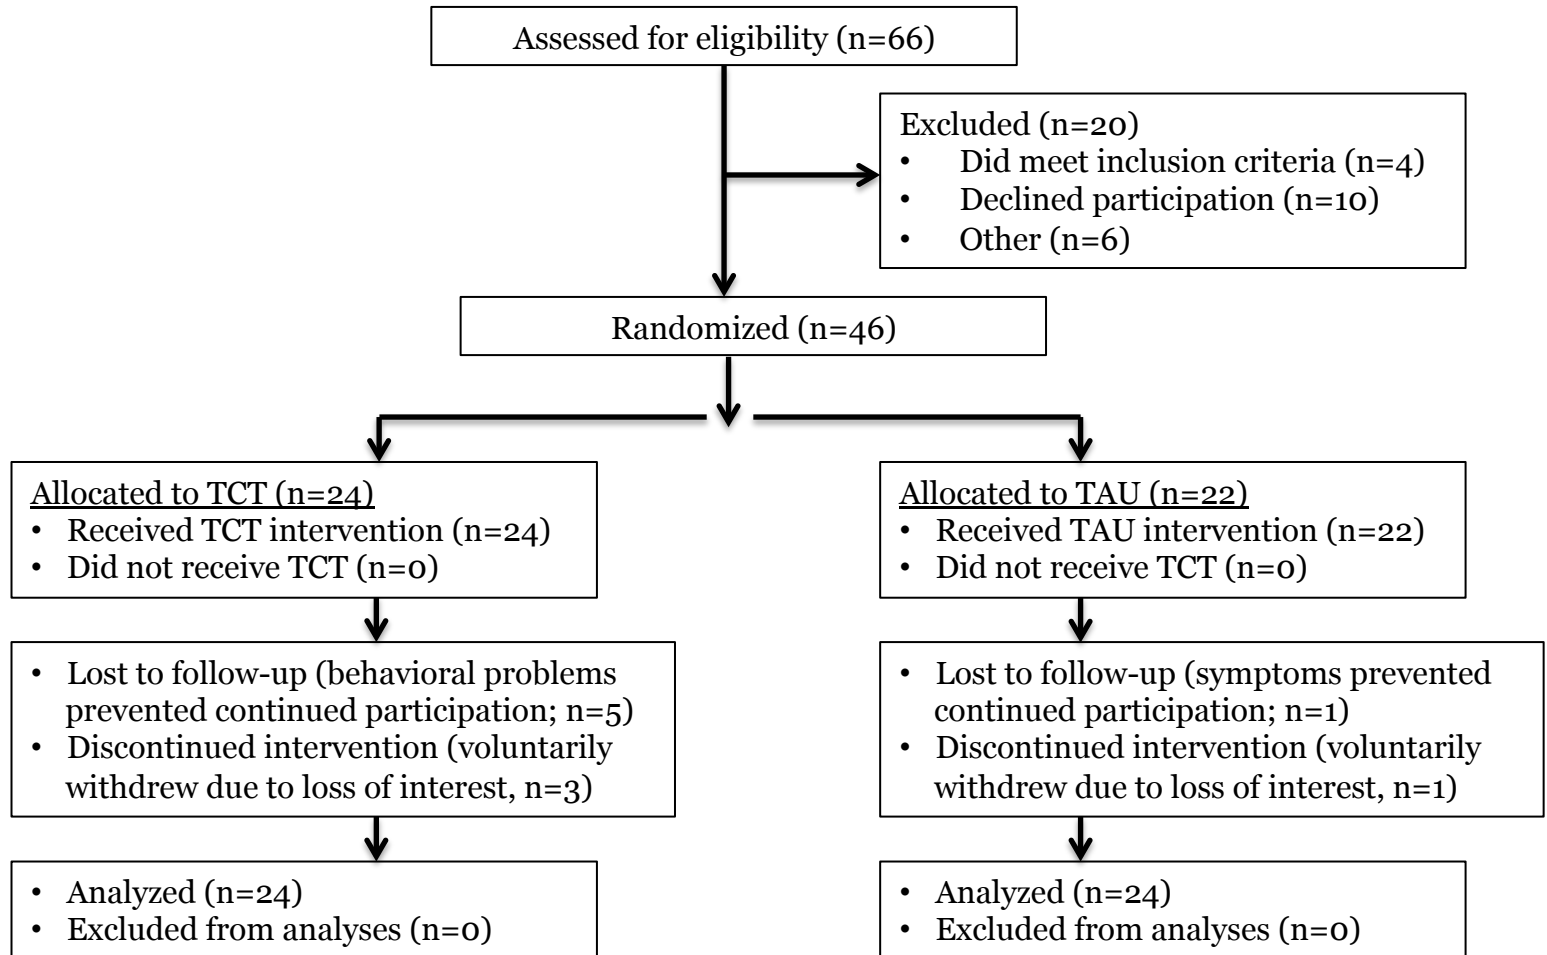 Assessed for eligibility (n=66)
Excluded (n=20)
• Did meet inclusion criteria (n=4)
• Declined participation (n=10)
• Other (n=6)
Randomized (n=46)
Allocated to TCT (n=24)
• Received TCT intervention (n=24)
• Did not receive TCT (n=0)
Allocated to TAU (n=22)
• Received TAU intervention (n=22)
• Did not receive TCT (n=0)
• Lost to follow-up (behavioral problems
prevented continued participation; n=5)
• Discontinued intervention (voluntarily
withdrew due to loss of interest, n=3)
• Lost to follow-up (symptoms prevented
continued participation; n=1)
• Discontinued intervention (voluntarily
withdrew due to loss of interest, n=1)
• Analyzed (n=24)
• Excluded from analyses (n=0)
• Analyzed (n=24)
• Excluded from analyses (n=0)